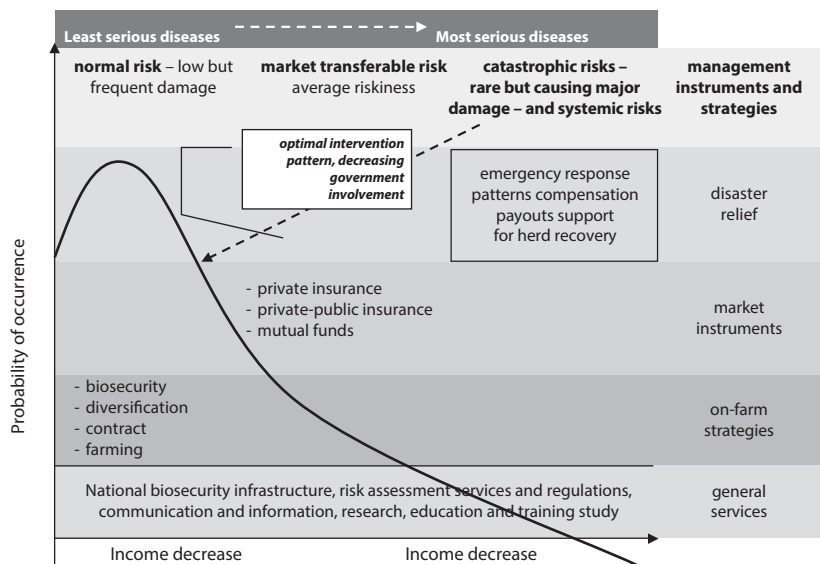 Least serious diseases
Most serious diseases
normal risk – low but
frequent damage
market transferable risk
average riskiness
catastrophic risks –
rare but causing major
damage – and systemic risks
management
instruments and
strategies
optimal intervention
pattern, decreasing
government
involvement
emergency response
patterns compensation
payouts support
for herd recovery
disaster
relief
Probability of occurrence
- private insurance
- private-public insurance
- mutual funds
market
instruments
- biosecurity
- diversification
- contract
- farming
on-farm
strategies
National biosecurity infrastructure, risk assessment services and regulations,
communication and information, research, education and training study
general
services
Income decrease
Income decrease